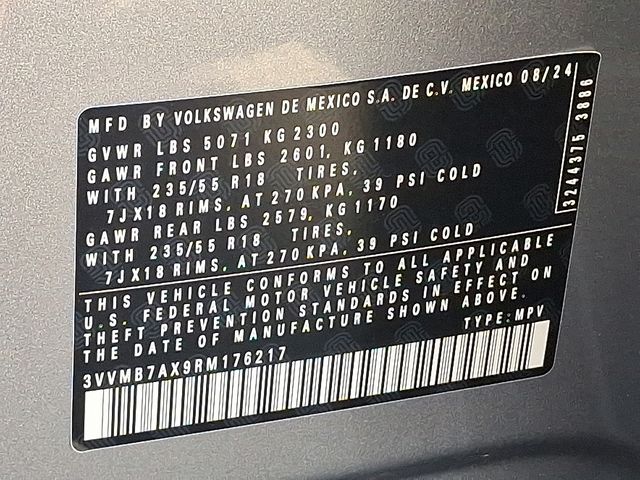 MFD BY VOLKSWAGEN DE MEXICO S.A. DE C.V. MEXICO 08/24
GVWR LBS 5071 KG 2300
GAWR FRONT LBS 2601, KG 1180
WITH 235/55 R18 TIRES,
7JX18 RIMS, AT 270 KPA, 39 PSI COLD
GAWR REAR LBS 2579, KG 1170
WITH 235/55 R18 TIRES,
7JX18 RIMS, AT 270 KPA, 39 PSI COLD
3244375 3886
THIS VEHICLE CONFORMS TO ALL APPLICABLE
U.S. FEDERAL MOTOR VEHICLE SAFETY AND
THEFT PREVENTION STANDARDS IN EFFECT ON
THE DATE OF MANUFACTURE SHOWN ABOVE.
TYPE: MPV
3VVMB7AX9RM176217